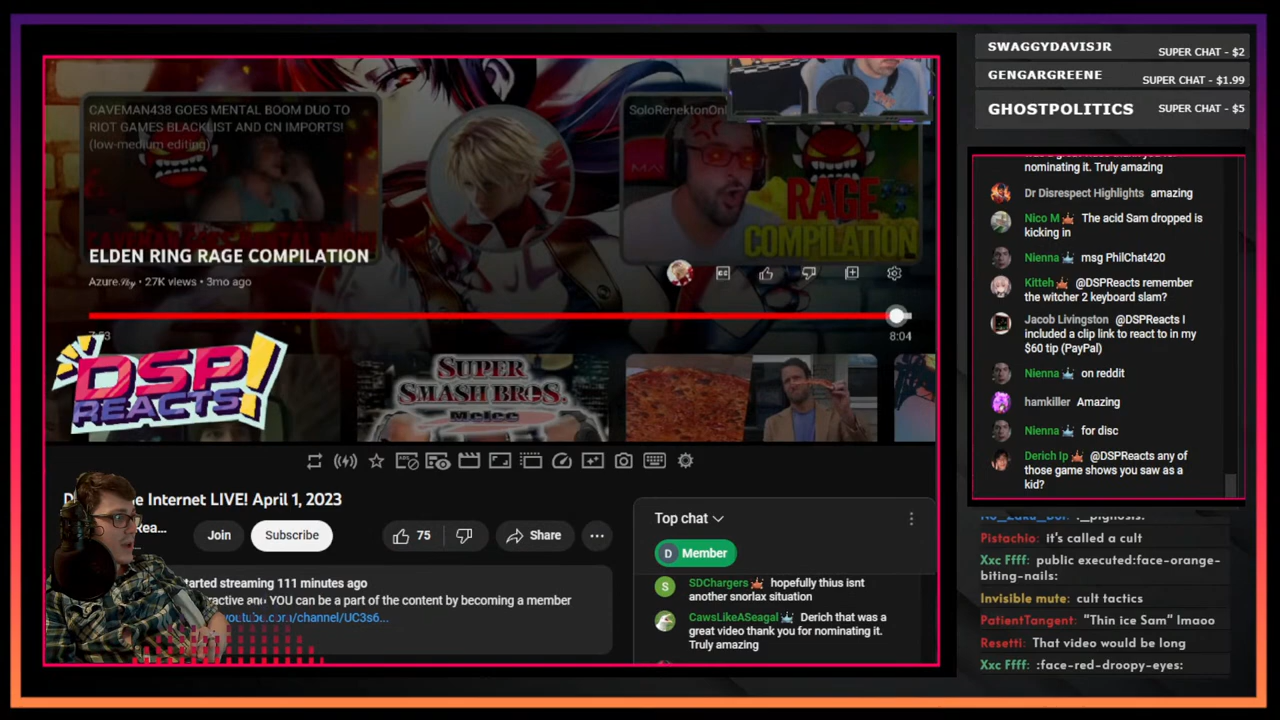 CAVEMAN438 GOES MENTAL BOOM DUO TO
RIOT GAMES BLACKLIST AND CN IMPORTS!
(low-medium editing)
SoloRenektonOnl
RAGE
COMPILATION
ELDEN RING RAGE COMPILATION
27K views • 3mo ago
8:04
DSP
REACTS!
SUPER
SMASH BROS.
Melee
e Internet LIVE! April 1, 2023
ea...
Join
Subscribe
75
Share
tarted streaming 111 minutes ago
YOU can be a part of the content by becoming a member
youtube.com/channel/UC3s6...
Top chat
D Member
S SDChargers hopefully thius isnt
another snorlax situation
CawsLikeASeagal Derich that was a
great video thank you for nominating it.
Truly amazing
SWAGGYDAVISJR SUPER CHAT - $2
GENGARGREENE SUPER CHAT - $1.99
GHOSTPOLITICS SUPER CHAT - $5
nominating it. Truly amazing
Dr Disrespect Highlights amazing
Nico M The acid Sam dropped is
kicking in
Nienna msg PhilChat420
Kitteh @DSPReacts remember
the witcher 2 keyboard slam?
Jacob Livingston @DSPReacts I
included a clip link to react to in my
$60 tip (PayPal)
Nienna on reddit
hamkiller Amazing
Nienna for disc
Derich Ip @DSPReacts any of
those game shows you saw as a
kid?
Pistachio: it's called a cult
Xxc Ffff: public executed:face-orange-
biting-nails:
Invisible mute: cult tactics
PatientTangent: "Thin ice Sam" lmaoo
Resetti: That video would be long
Xxc Ffff: :face-red-droopy-eyes: